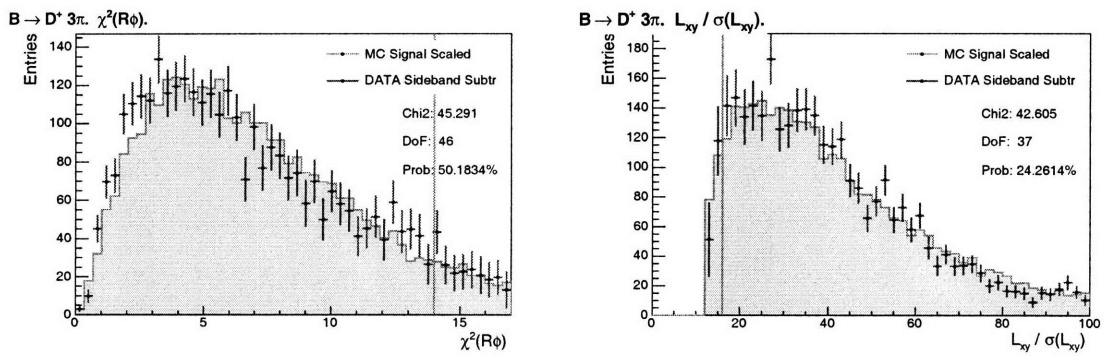 B → D⁺ 3π. χ²(Rϕ).
Entries
140
120
100
80
60
40
20
0
0 5 10 15
χ²(Rϕ)
MC Signal Scaled
DATA Sideband Subtr
Chi2: 45.291
DoF: 46
Prob: 50.1834%
B → D⁺ 3π. Lxy / σ(Lxy).
Entries
180
160
140
120
100
80
60
40
20
0
0 20 40 60 80 100
Lxy / σ(Lxy)
MC Signal Scaled
DATA Sideband Subtr
Chi2: 42.605
DoF: 37
Prob: 24.2614%